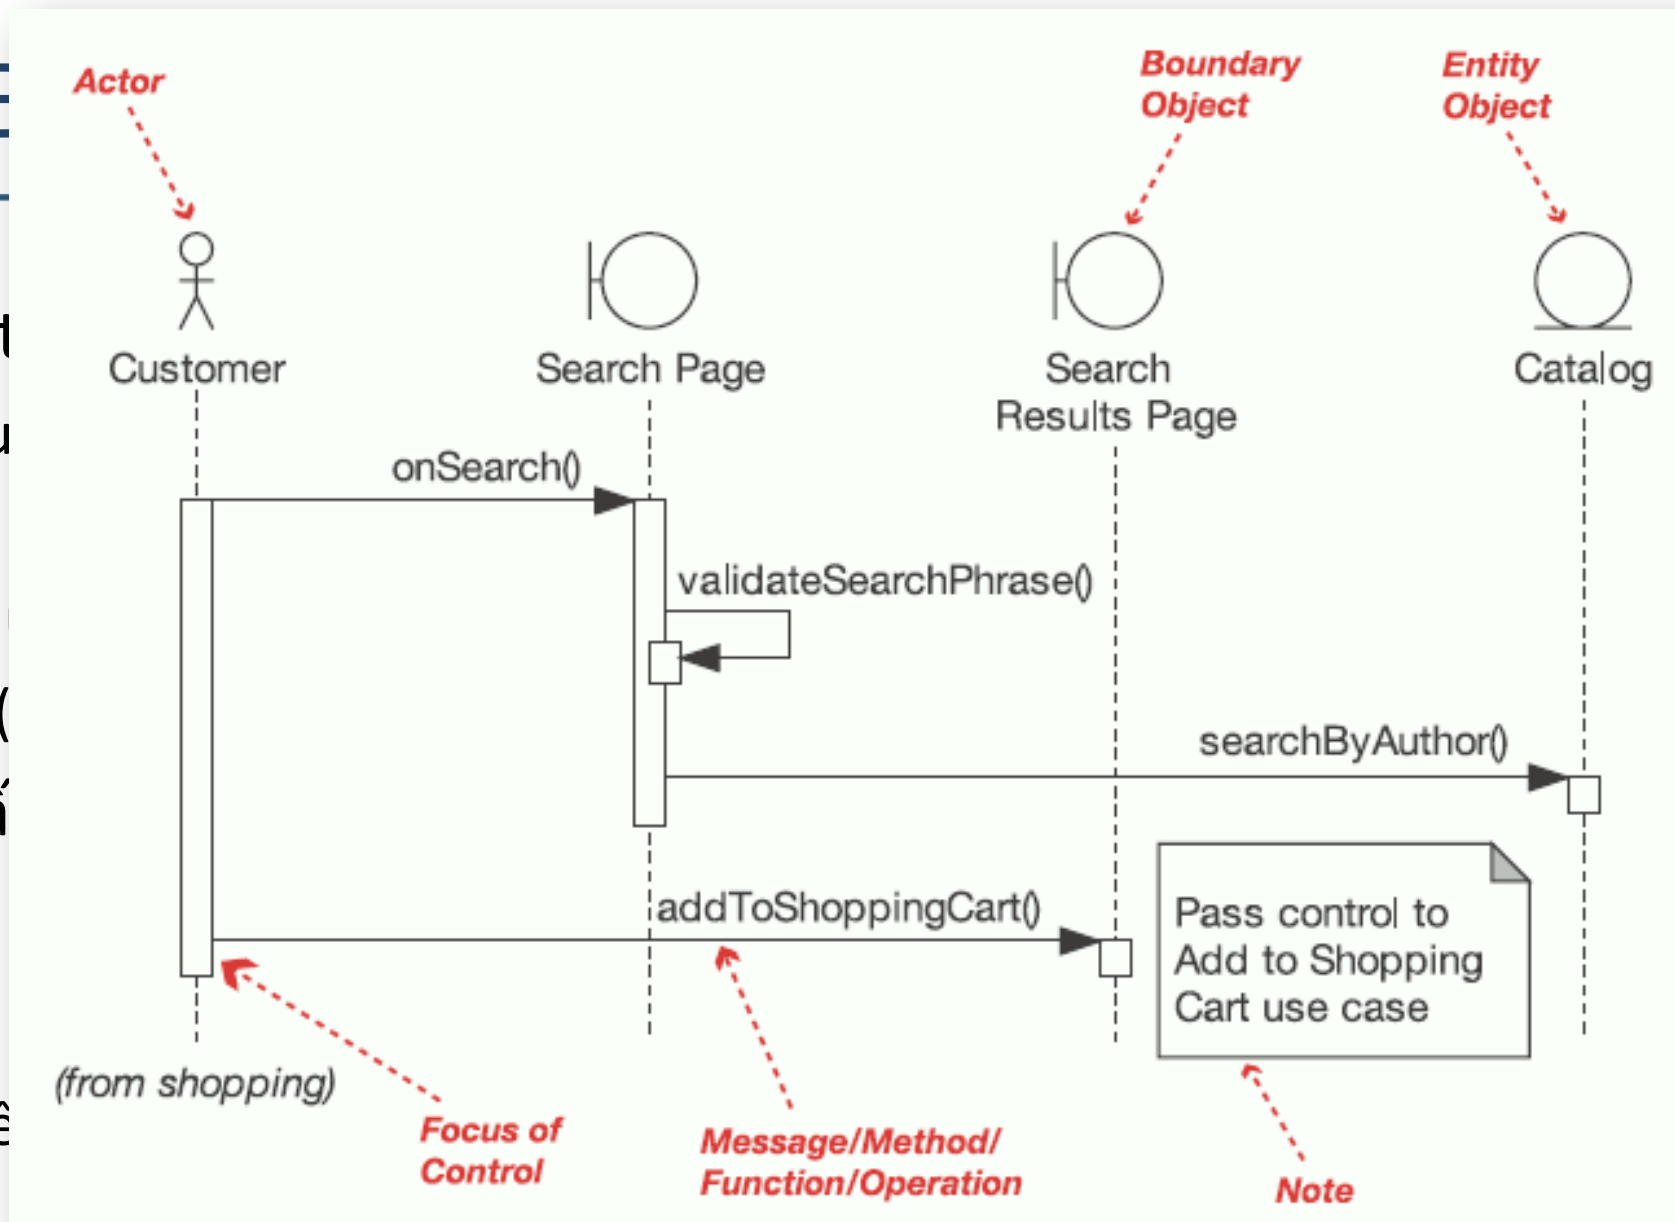 Actor
Boundary
Object
Entity
Object
Customer
Search Page
Search
Results Page
Catalog
onSearch()
validateSearchPhrase()
searchByAuthor()
addToShoppingCart()
Pass control to
Add to Shopping
Cart use case
(from shopping)
Focus of
Control
Message/Method/
Function/Operation
Note